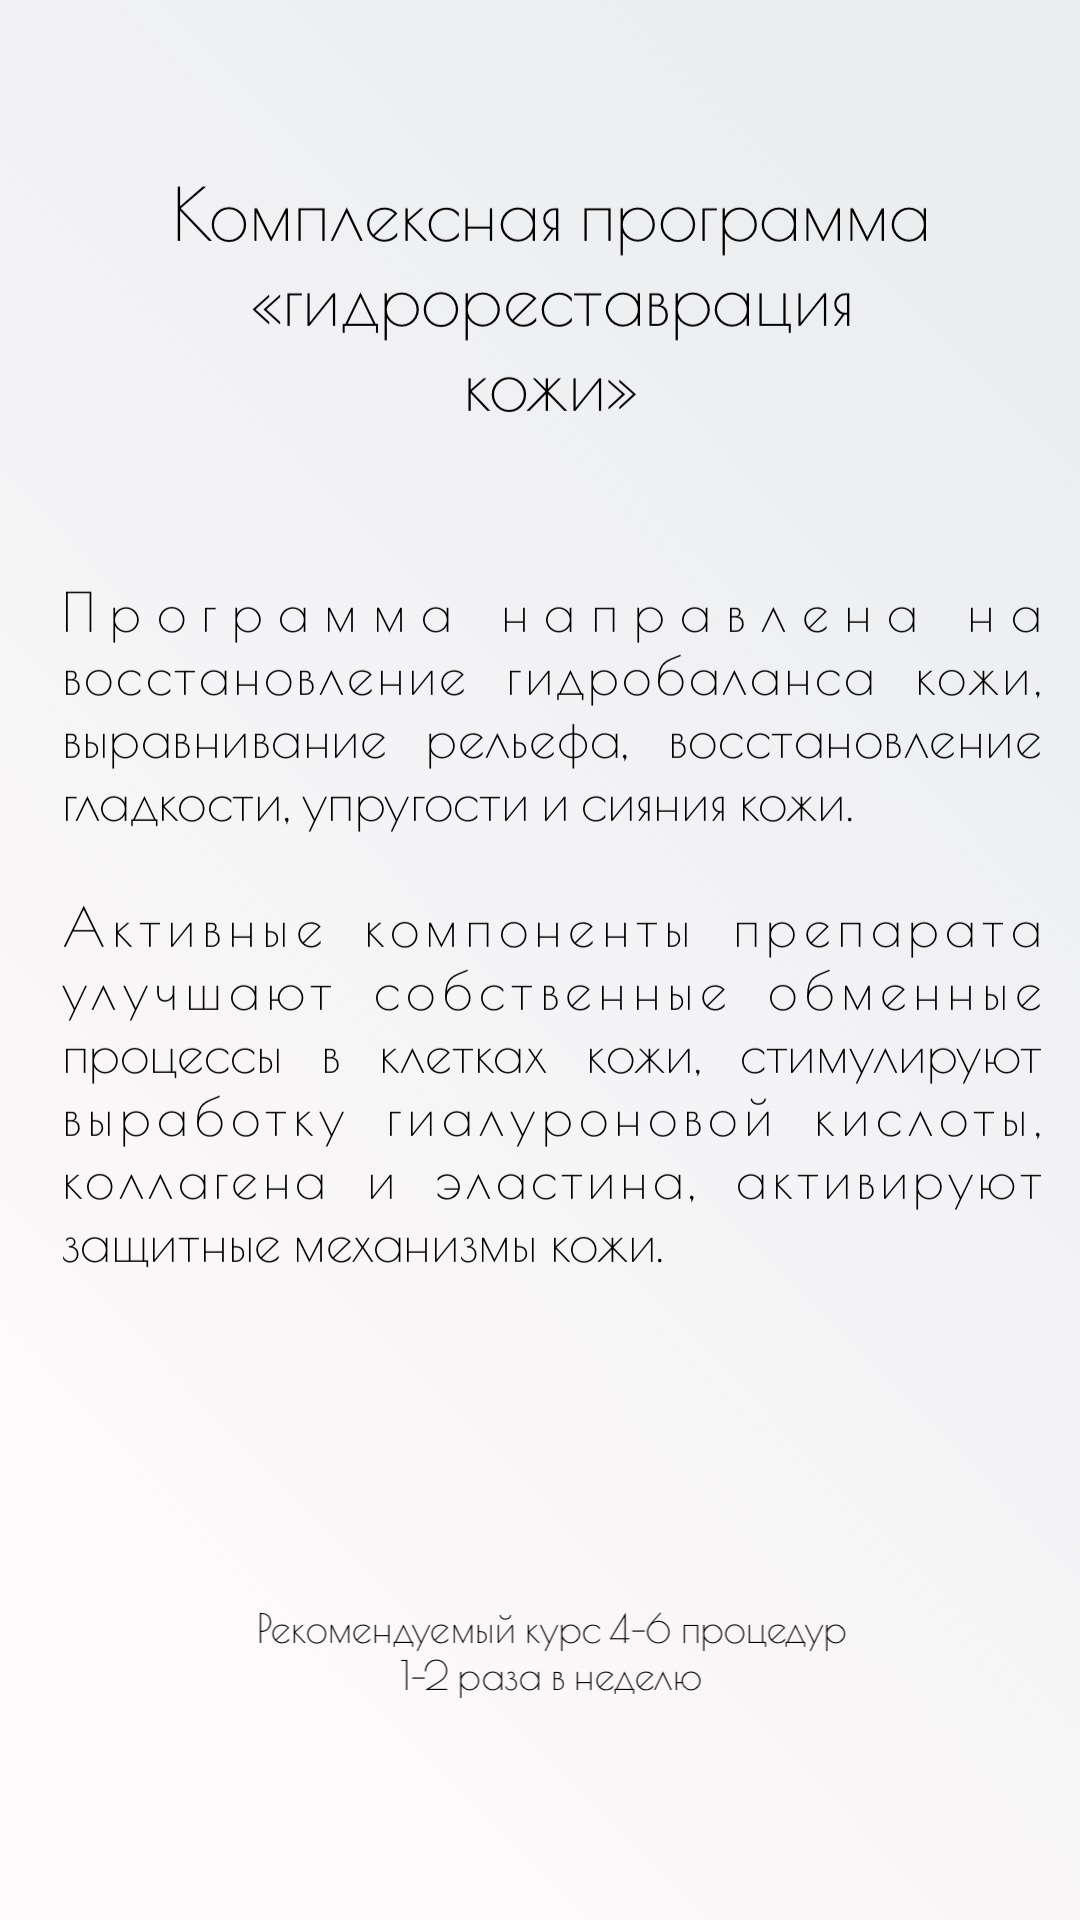 Комплексная программа
«гидрореставрация
кожи»
Программа направлена на
восстановление гидробаланса кожи,
выравнивание рельефа, восстановление
гладкости, упругости и сияния кожи.
Активные компоненты препарата
улучшают собственные обменные
процессы в клетках кожи, стимулируют
выработку гиалуроновой кислоты,
коллагена и эластина, активируют
защитные механизмы кожи.
Рекомендуемый курс 4-6 процедур
1-2 раза в неделю